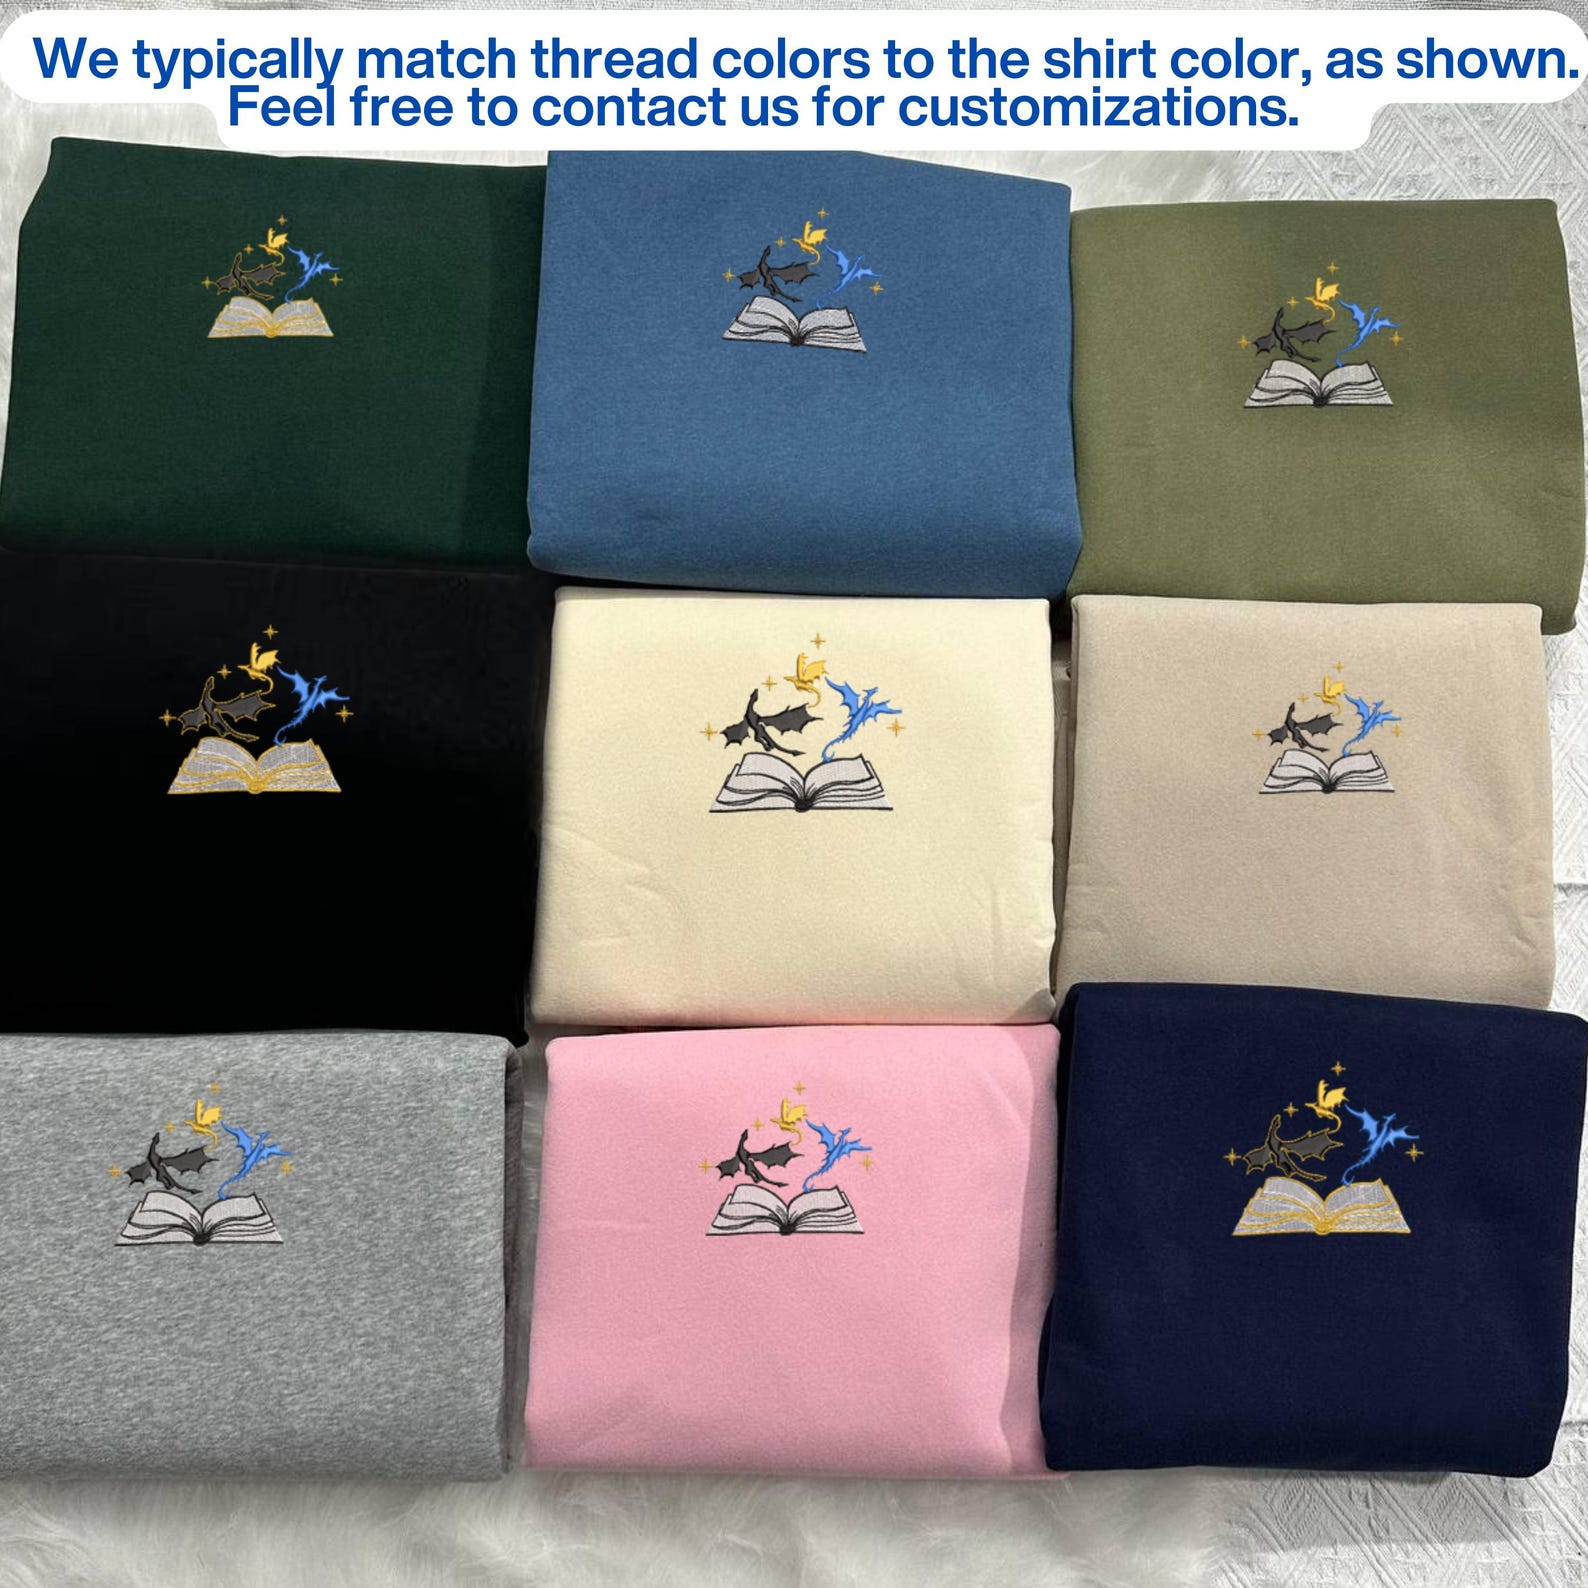 We typically match thread colors to the shirt color, as shown.
Feel free to contact us for customizations.